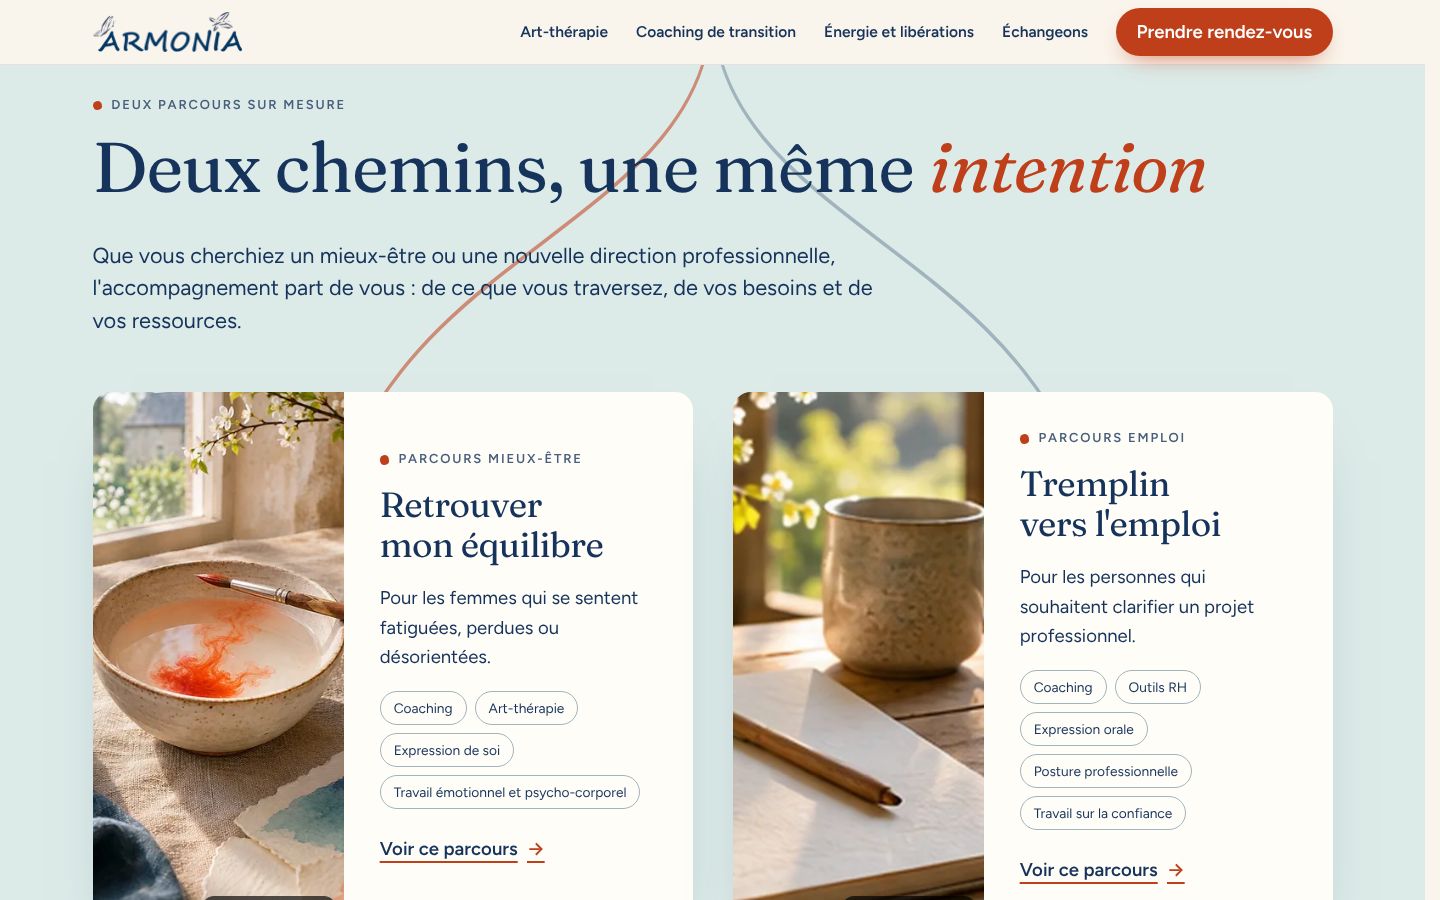 ARMONIA
Art-thérapie
Coaching de transition
Énergie et libérations
Échangeons
Prendre rendez-vous
DEUX PARCOURS SUR MESURE
Deux chemins, une même intention
Que vous cherchiez un mieux-être ou une nouvelle direction professionnelle,
l'accompagnement part de vous : de ce que vous traversez, de vos besoins et de
vos ressources.
PARCOURS MIEUX-ÊTRE
Retrouver
mon équilibre
Pour les femmes qui se sentent
fatiguées, perdues ou
désorientées.
Coaching
Art-thérapie
Expression de soi
Travail émotionnel et psycho-corporel
Voir ce parcours →
PARCOURS EMPLOI
Tremplin
vers l'emploi
Pour les personnes qui
souhaitent clarifier un projet
professionnel.
Coaching
Outils RH
Expression orale
Posture professionnelle
Travail sur la confiance
Voir ce parcours →